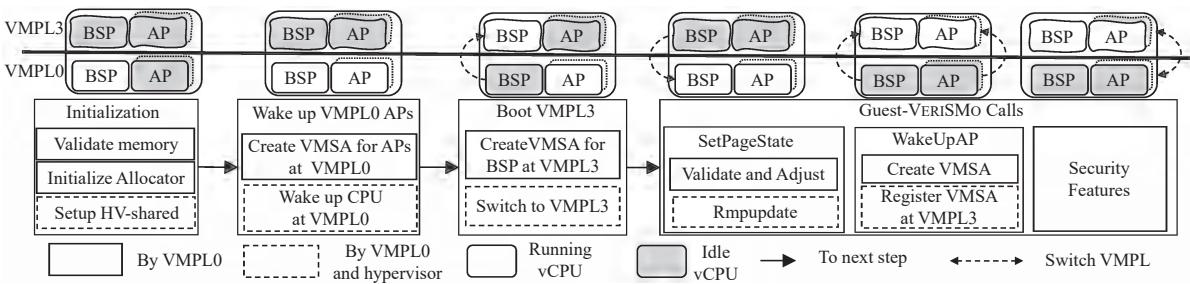 VMPL3 BSP AP BSP AP BSP AP BSP AP BSP AP BSP AP
VMPL0 BSP AP BSP AP BSP AP BSP AP BSP AP BSP AP
Initialization
Validate memory
Initialize Allocator
Setup HV-shared
Wake up VMPL0 APs
Create VMSA for APs
at VMPL0
Wake up CPU
at VMPL0
Boot VMPL3
CreateVMSA for
BSP at VMPL3
Switch to VMPL3
Guest-VERISMO Calls
SetPageState
Validate and Adjust
Rmpupdate
WakeUpAP
Create VMSA
Register VMSA
at VMPL3
Security
Features
By VMPL0
By VMPL0
and hypervisor
Running
vCPU
Idle
vCPU
To next step
Switch VMPL